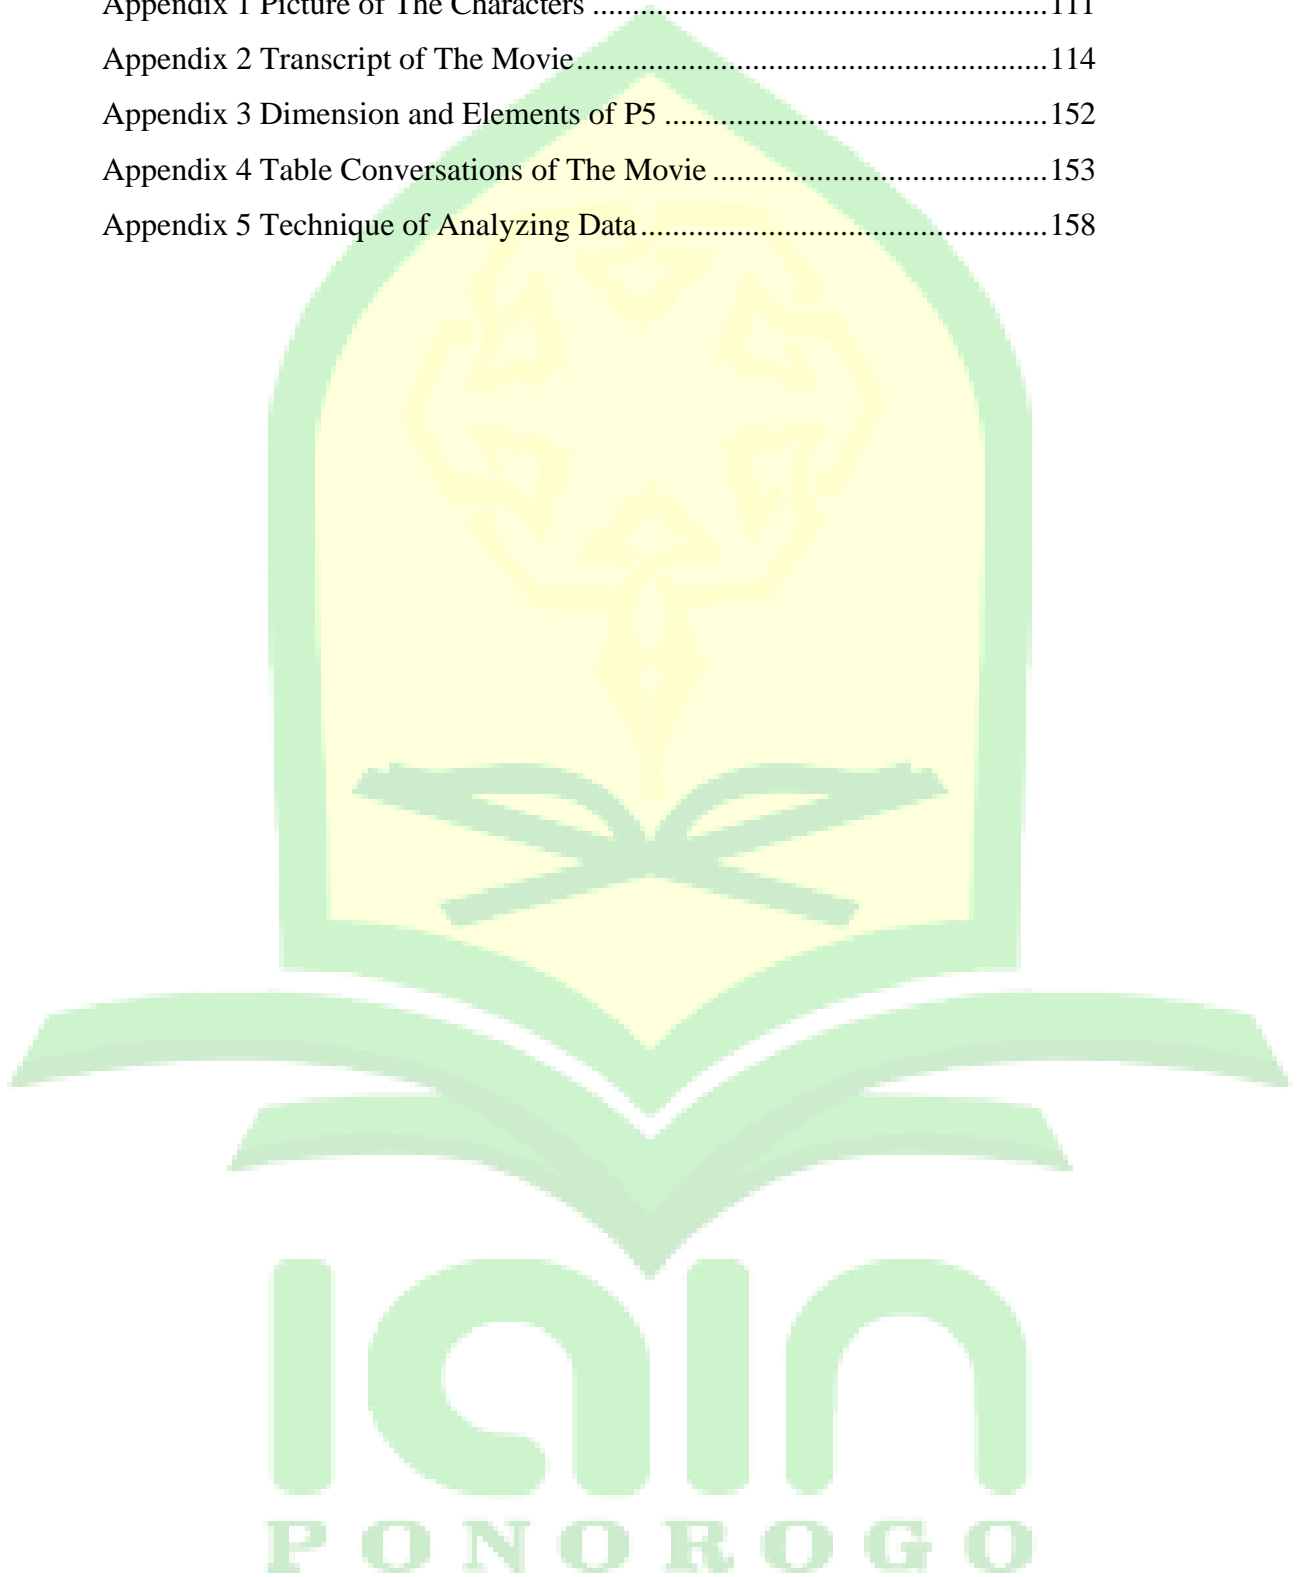 Appendix 1 Picture of The Characters ..........................................................111
Appendix 2 Transcript of The Movie............................................................114
Appendix 3 Dimension and Elements of P5 .................................................152
Appendix 4 Table Conversations of The Movie ...........................................153
Appendix 5 Technique of Analyzing Data....................................................158
iain
PONOROGO